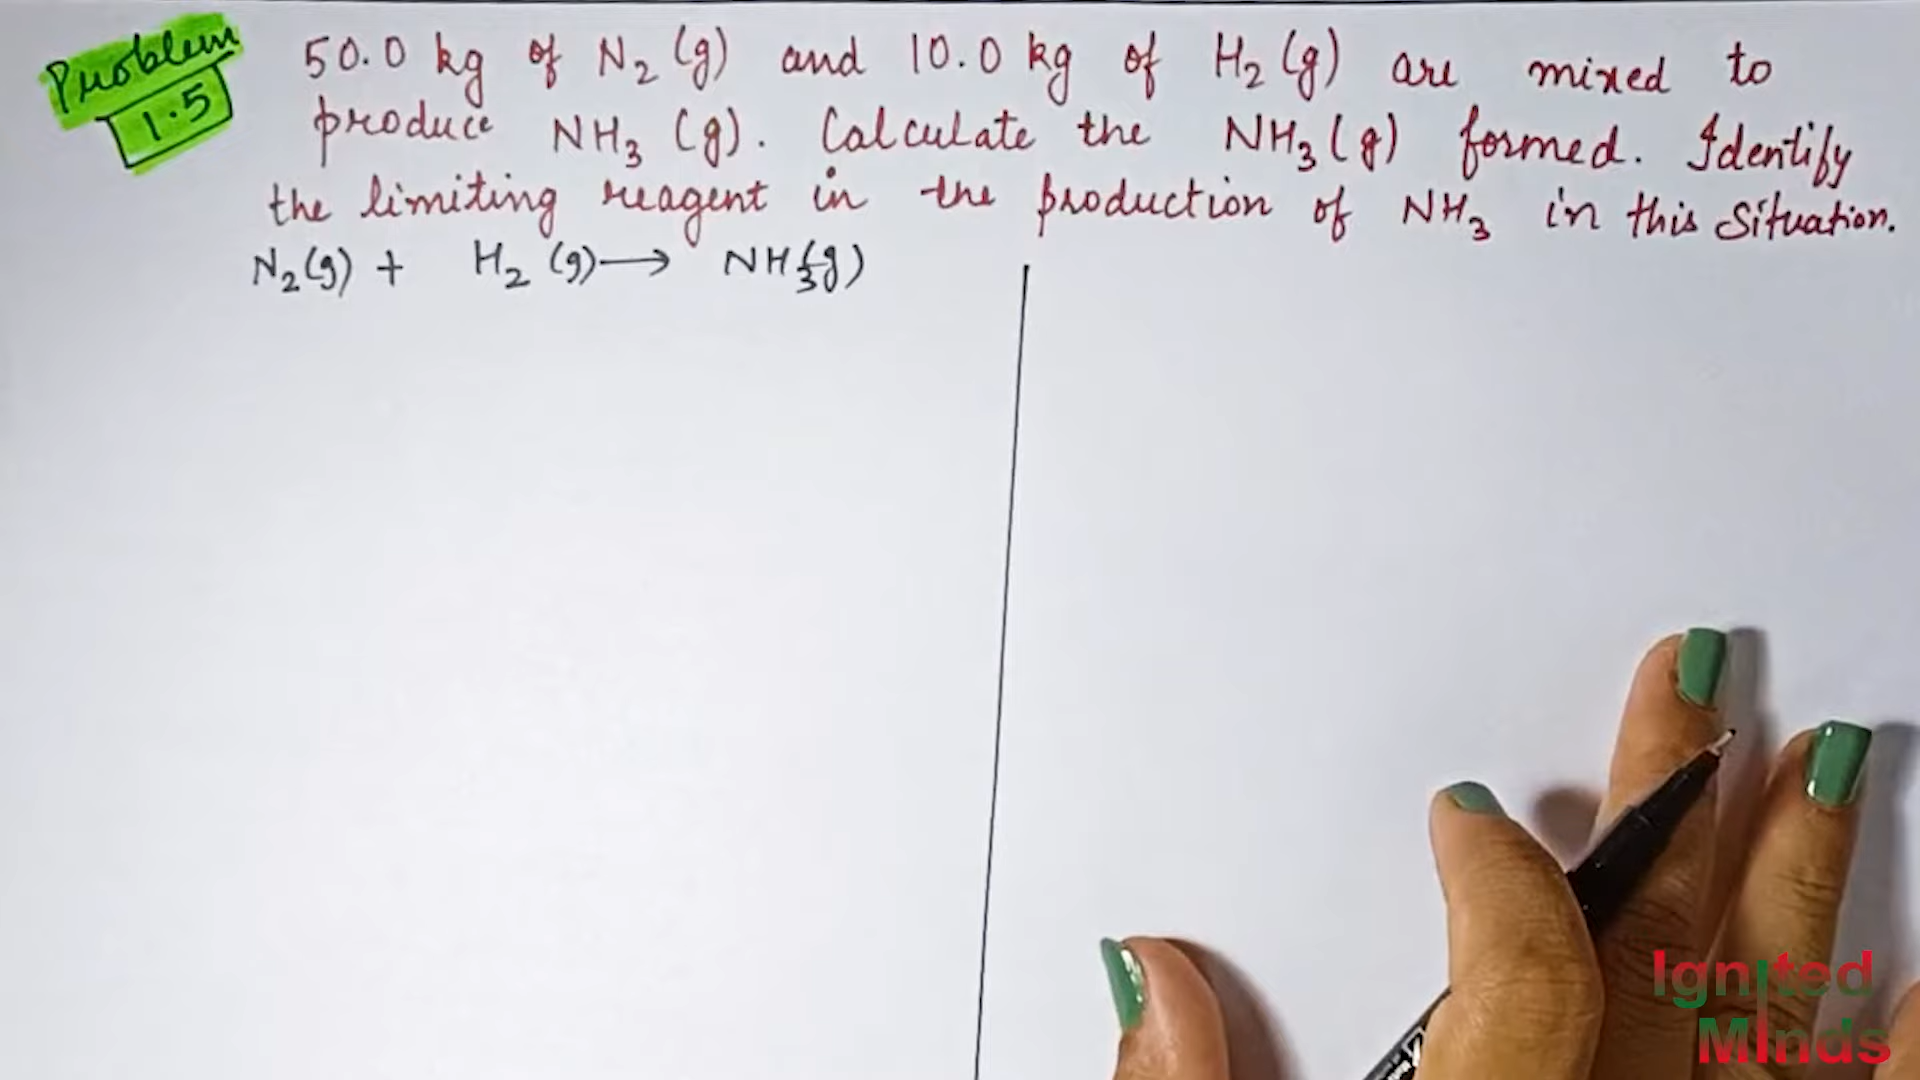 Problem
1.5
50.0 kg of N₂ (g) and 10.0 kg of H₂ (g) are mixed to
produce NH₃ (g). Calculate the NH₃ (g) formed. Identify
the limiting reagent in the production of NH₃ in this Situation.
N₂(g) + H₂ (g) → NH₃(g)
Ignited
Minds